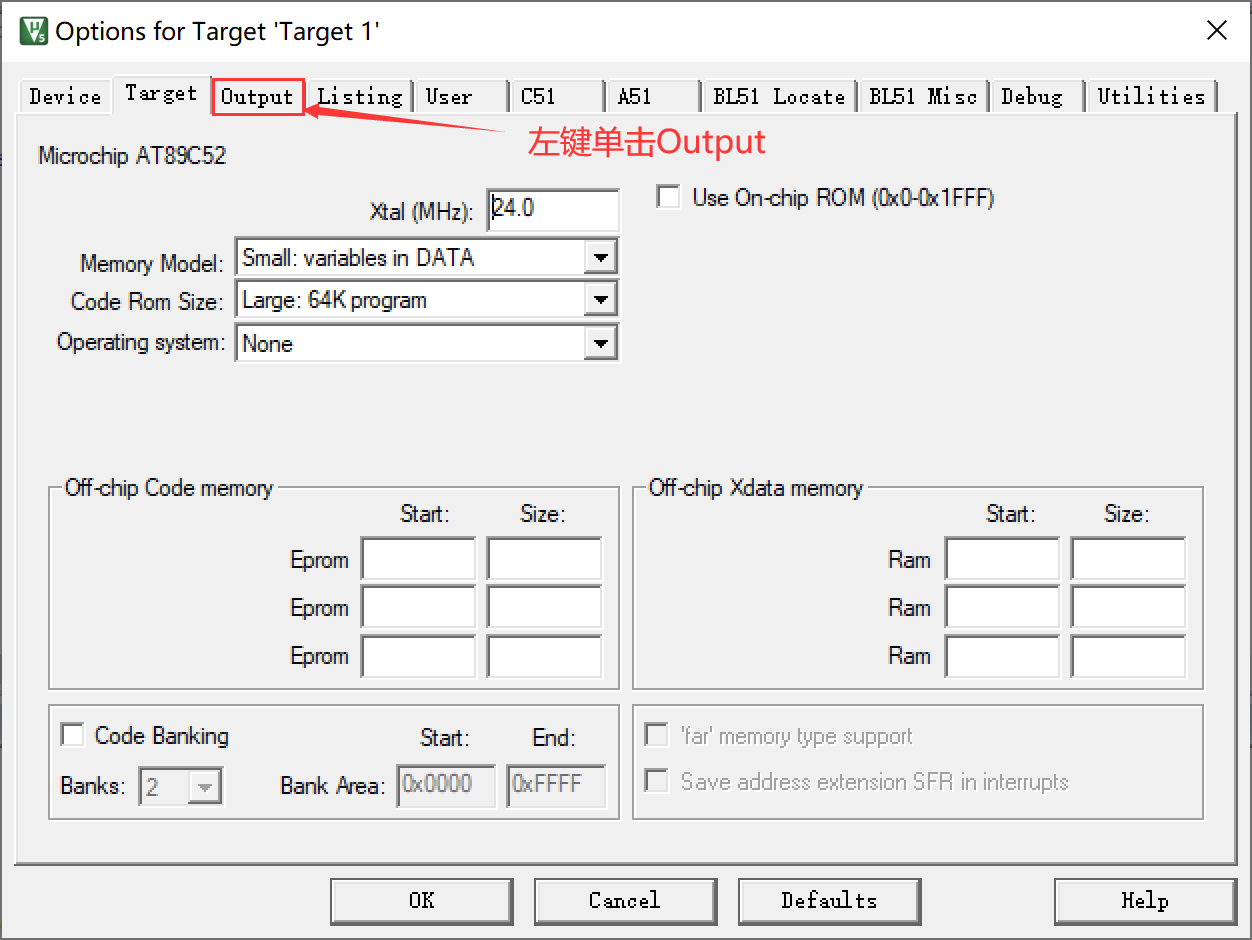 Options for Target 'Target 1'
Device Target Output Listing User C51 A51 BL51 Locate BL51 Misc Debug Utilities
左键单击Output
Microchip AT89C52
Xtal (MHz): 24.0
Use On-chip ROM (0x0-0x1FFF)
Memory Model: Small: variables in DATA
Code Rom Size: Large: 64K program
Operating system: None
Off-chip Code memory
Start: Size:
Eprom
Eprom
Eprom
Off-chip Xdata memory
Start: Size:
Ram
Ram
Ram
Code Banking Start: End:
Banks: 2 Bank Area: 0x0000 0xFFFF
'far' memory type support
Save address extension SFR in interrupts
OK Cancel Defaults Help